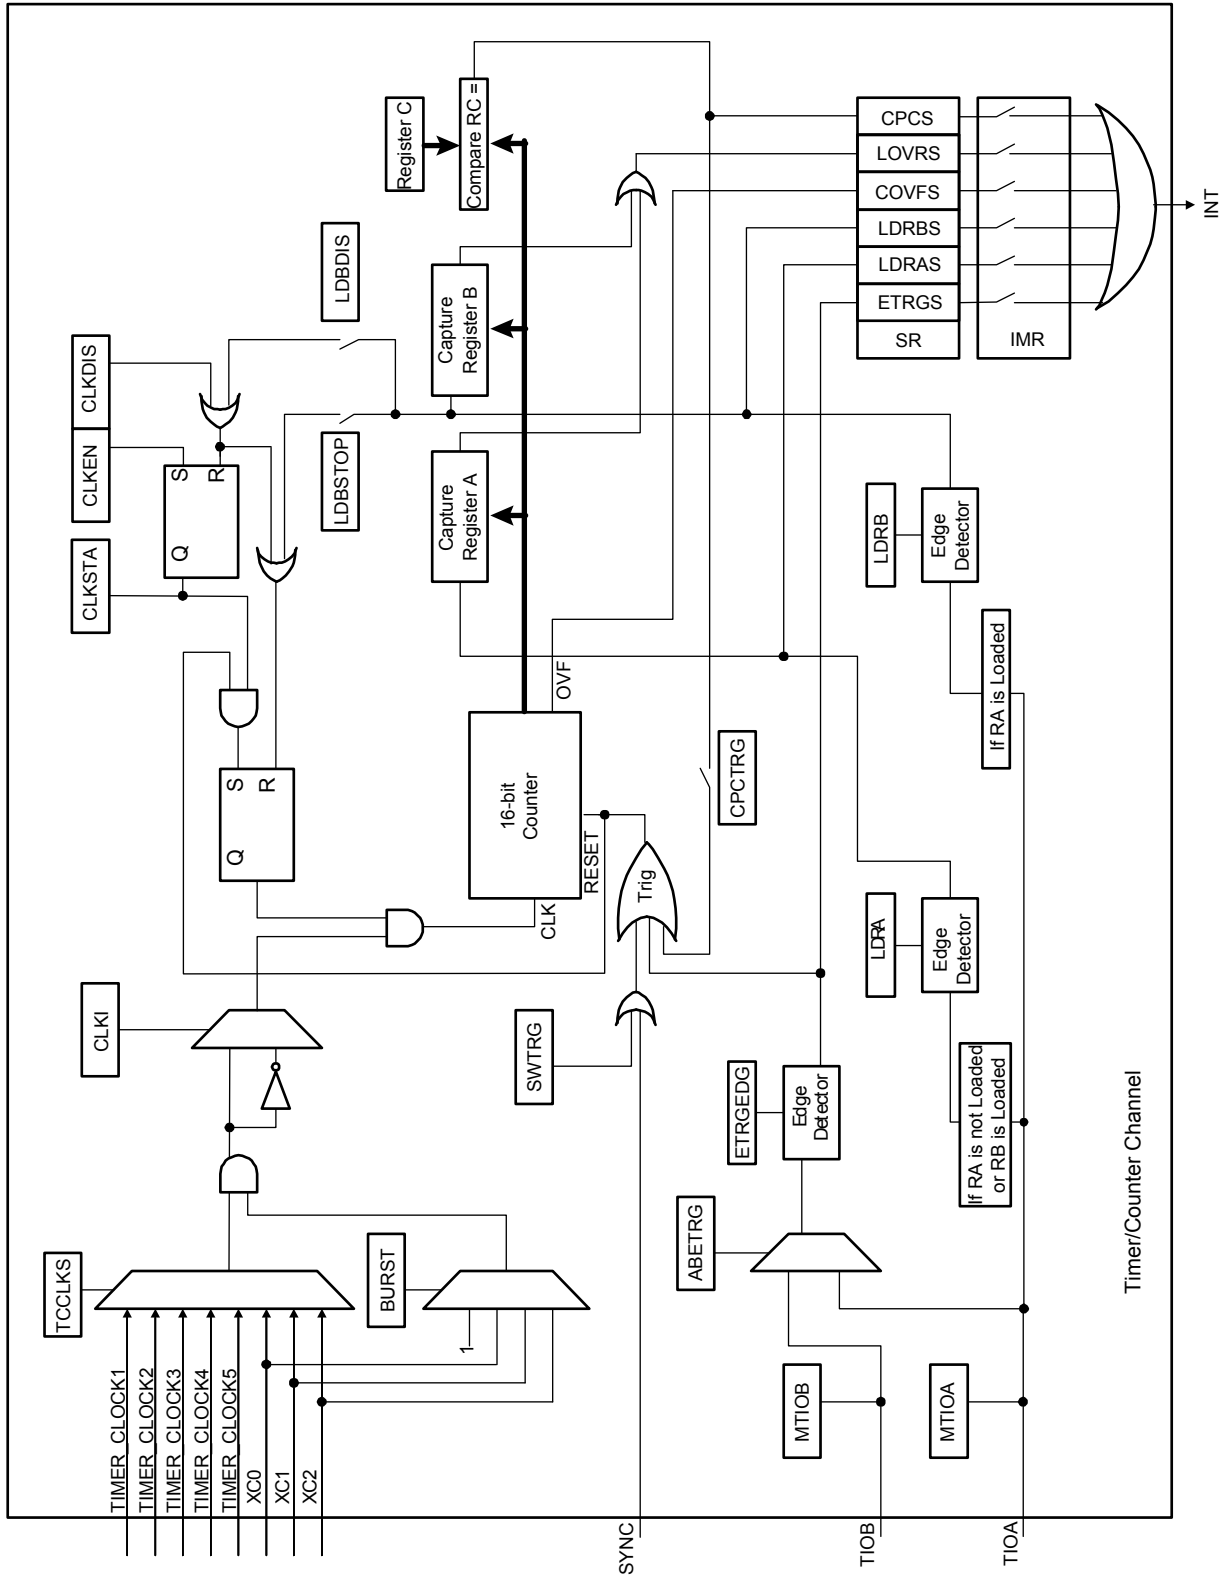 TCCLKS
TIMER_CLOCK1
TIMER_CLOCK2
TIMER_CLOCK3
TIMER_CLOCK4
TIMER_CLOCK5
XC0
XC1
XC2
CLKI
CLKSTA
CLKEN
CLKDIS
Q
S
R
Q
S
R
BURST
1
LDBSTOP
LDBDIS
Register C
Compare RC =
Capture
Register A
Capture
Register B
16-bit
Counter
CLK
RESET
OVF
SWTRG
SYNC
Trig
CPCTRG
ABETRG
ETRGEDG
Edge
Detector
MTIOB
TIOB
MTIOA
TIOA
LDRA
Edge
Detector
If RA is not Loaded
or RB is Loaded
LDRB
Edge
Detector
If RA is Loaded
CPCS
LOVRS
COVFS
LDRBS
LDRAS
ETRGS
SR
IMR
INT
Timer/Counter Channel